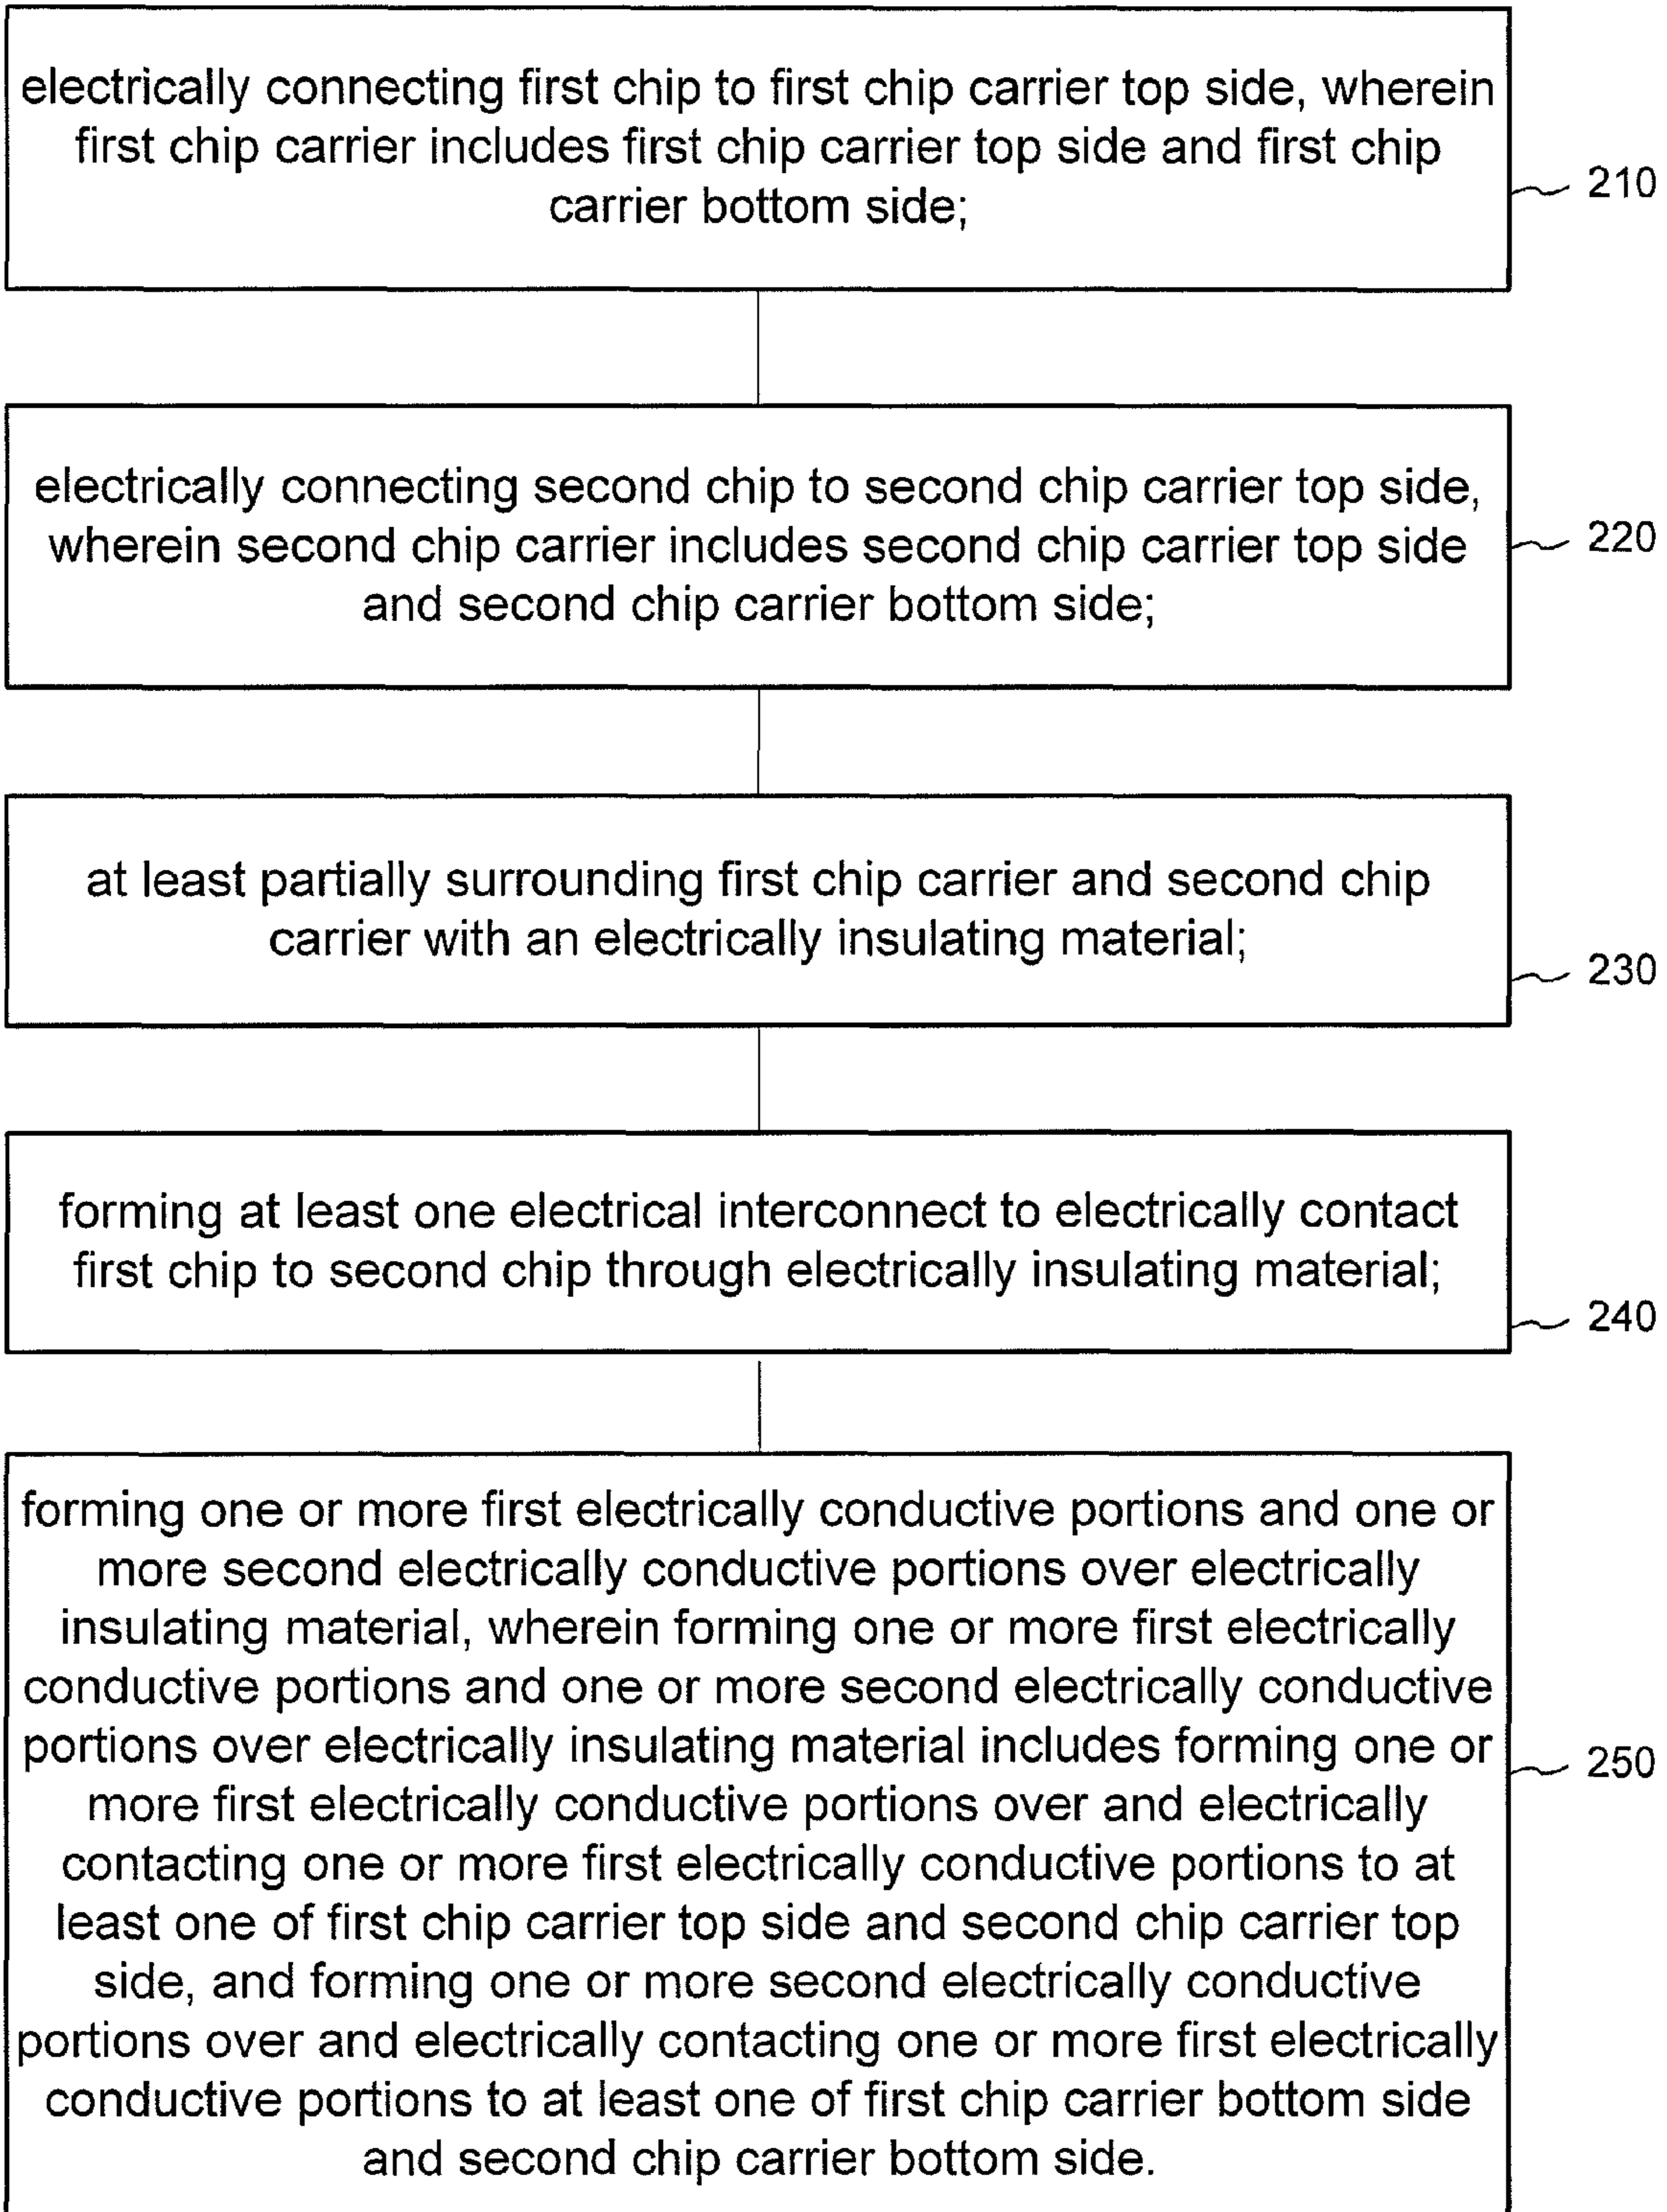 electrically connecting first chip to first chip carrier top side, wherein
first chip carrier includes first chip carrier top side and first chip
carrier bottom side;
210
electrically connecting second chip to second chip carrier top side,
wherein second chip carrier includes second chip carrier top side
and second chip carrier bottom side;
220
at least partially surrounding first chip carrier and second chip
carrier with an electrically insulating material;
230
forming at least one electrical interconnect to electrically contact
first chip to second chip through electrically insulating material;
240
forming one or more first electrically conductive portions and one or
more second electrically conductive portions over electrically
insulating material, wherein forming one or more first electrically
conductive portions and one or more second electrically conductive
portions over electrically insulating material includes forming one or
more first electrically conductive portions over and electrically
contacting one or more first electrically conductive portions to at
least one of first chip carrier top side and second chip carrier top
side, and forming one or more second electrically conductive
portions over and electrically contacting one or more first electrically
conductive portions to at least one of first chip carrier bottom side
and second chip carrier bottom side.
250